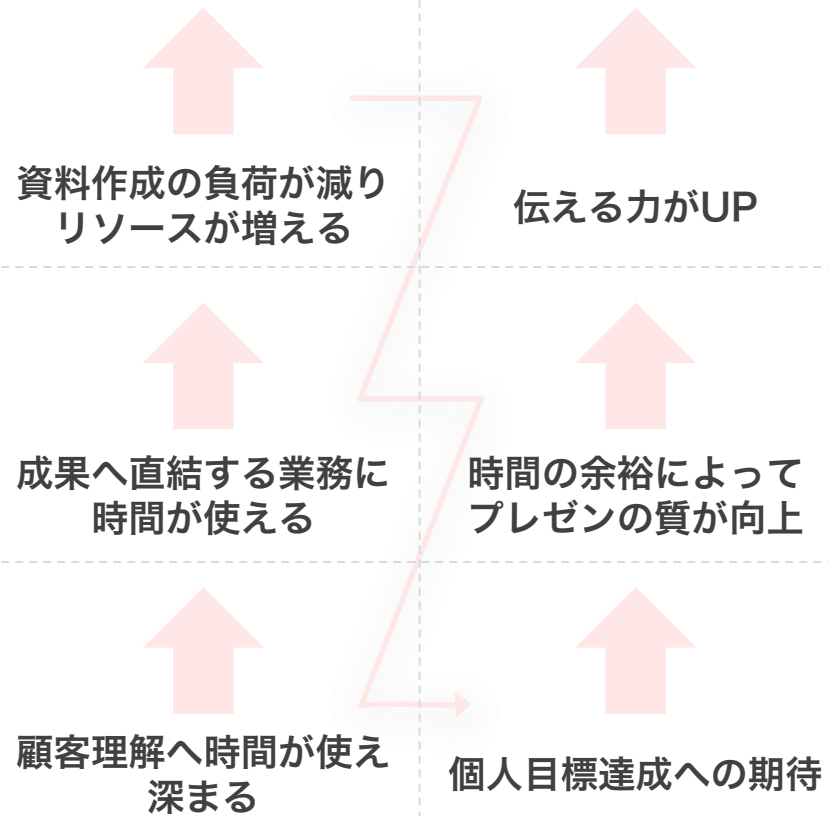 資料作成の負荷が減り
リソースが増える
伝える力がUP
成果へ直結する業務に
時間が使える
時間の余裕によって
プレゼンの質が向上
顧客理解へ時間が使え
深まる
個人目標達成への期待